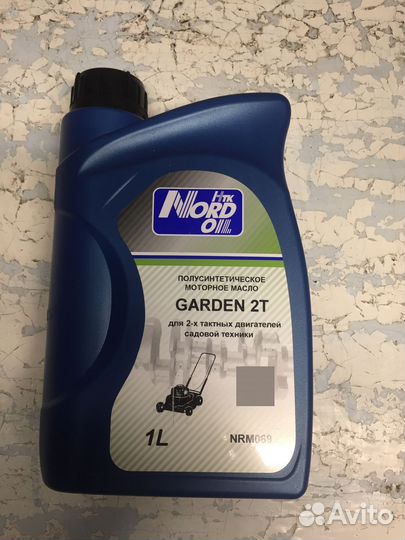 НТК
NORD
OIL
ПОЛУСИНТЕТИЧЕСКОЕ
МОТОРНОЕ МАСЛО
GARDEN 2T
для 2-х тактных двигателей
садовой техники
1L
NRM069
Avito